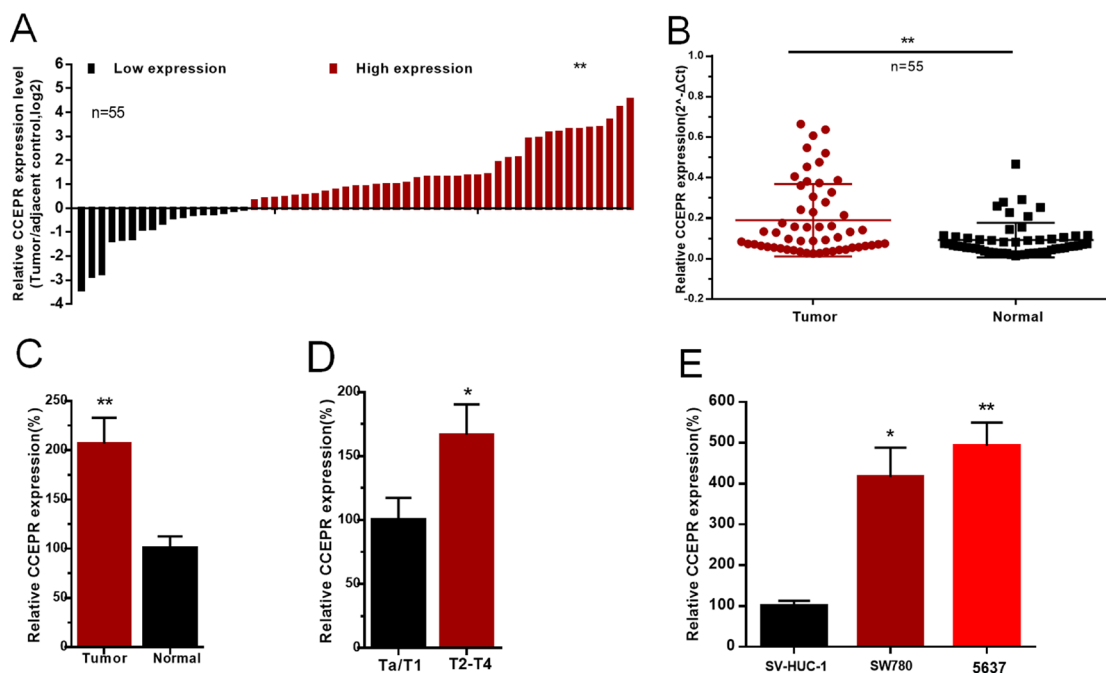 A
Relative CCEPR expression level
(Tumor/adjacent control,log2)
6
5
4
3
2
1
0
-1
-2
-3
-4
Low expression
High expression
**
n=55
B
Relative CCEPR expression(2^-ΔCt)
1.0
0.8
0.6
0.4
0.2
0.0
-0.2
**
n=55
Tumor
Normal
C
Relative CCEPR expression(%)
250
200
150
100
50
0
**
Tumor
Normal
D
Relative CCEPR expression(%)
200
150
100
50
0
*
Ta/T1
T2-T4
E
Relative CCEPR expression(%)
600
500
400
300
200
100
0
*
**
SV-HUC-1
SW780
5637